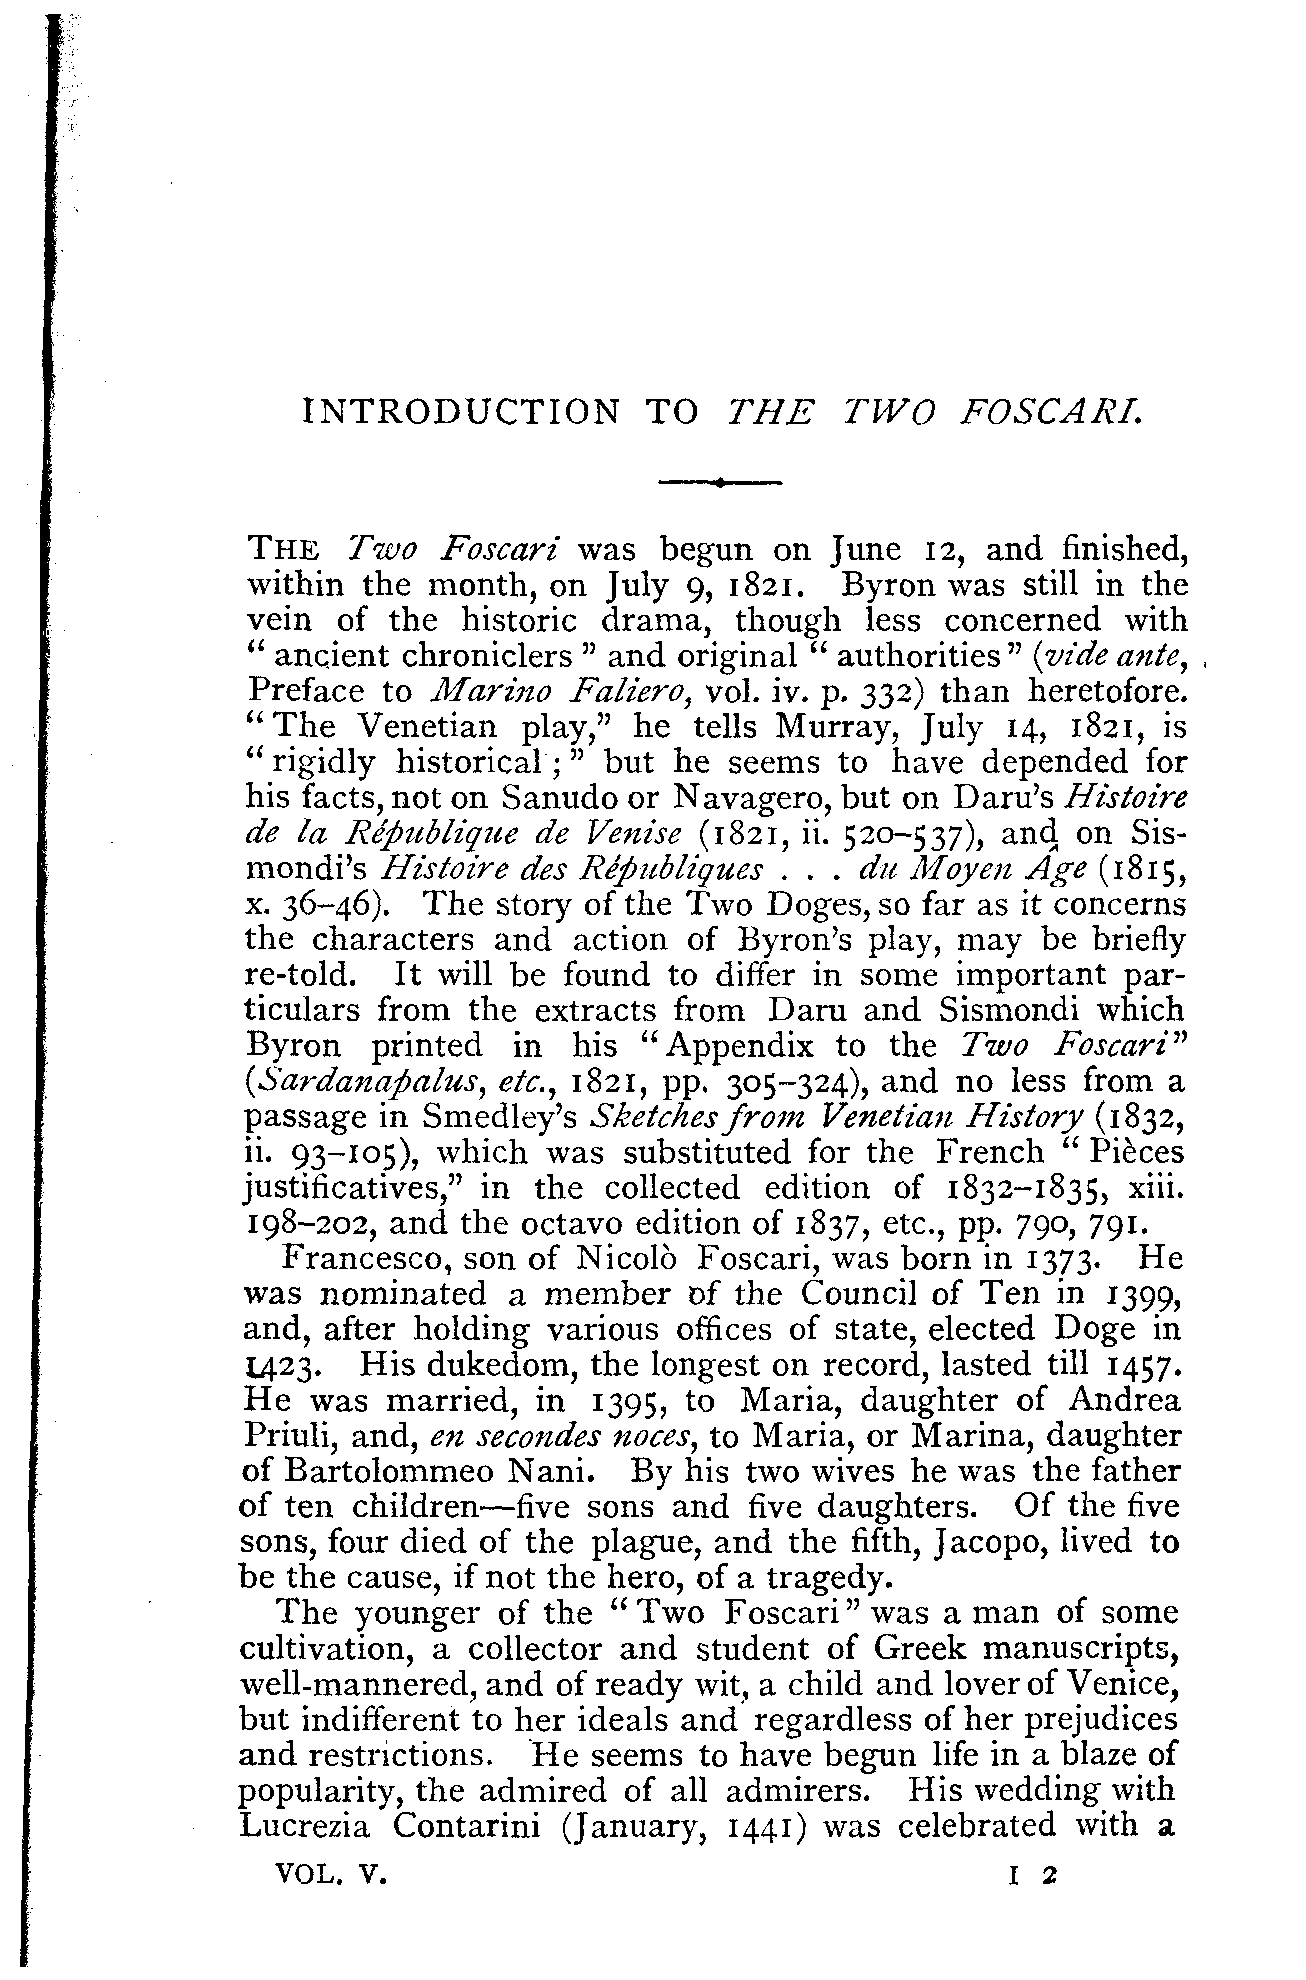 INTRODUCTION TO THE TWO FOSCARI.
THE Two Foscari was begun on June 12, and finished,
within the month, on July 9, 1821. Byron was still in the
vein of the historic drama, though less concerned with
“ ancient chroniclers ” and original “ authorities ” (vide ante,
Preface to Marino Faliero, vol. iv. p. 332) than heretofore.
“ The Venetian play,” he tells Murray, July 14, 1821, is
“ rigidly historical ; ” but he seems to have depended for
his facts, not on Sanudo or Navagero, but on Daru’s Histoire
de la République de Venise (1821, ii. 520–537), and on Sis-
mondi’s Histoire des Républiques . . . du Moyen Âge (1815,
x. 36–46). The story of the Two Doges, so far as it concerns
the characters and action of Byron’s play, may be briefly
re-told. It will be found to differ in some important par-
ticulars from the extracts from Daru and Sismondi which
Byron printed in his “ Appendix to the Two Foscari ”
(Sardanapalus, etc., 1821, pp. 305–324), and no less from a
passage in Smedley’s Sketches from Venetian History (1832,
ii. 93–105), which was substituted for the French “ Pièces
justificatives,” in the collected edition of 1832–1835, xiii.
198–202, and the octavo edition of 1837, etc., pp. 790, 791.
Francesco, son of Nicolò Foscari, was born in 1373. He
was nominated a member of the Council of Ten in 1399,
and, after holding various offices of state, elected Doge in
1423. His dukedom, the longest on record, lasted till 1457.
He was married, in 1395, to Maria, daughter of Andrea
Priuli, and, en secondes noces, to Maria, or Marina, daughter
of Bartolommeo Nani. By his two wives he was the father
of ten children—five sons and five daughters. Of the five
sons, four died of the plague, and the fifth, Jacopo, lived to
be the cause, if not the hero, of a tragedy.
The younger of the “ Two Foscari ” was a man of some
cultivation, a collector and student of Greek manuscripts,
well-mannered, and of ready wit, a child and lover of Venice,
but indifferent to her ideals and regardless of her prejudices
and restrictions. He seems to have begun life in a blaze of
popularity, the admired of all admirers. His wedding with
Lucrezia Contarini (January, 1441) was celebrated with a
VOL. V. I 2